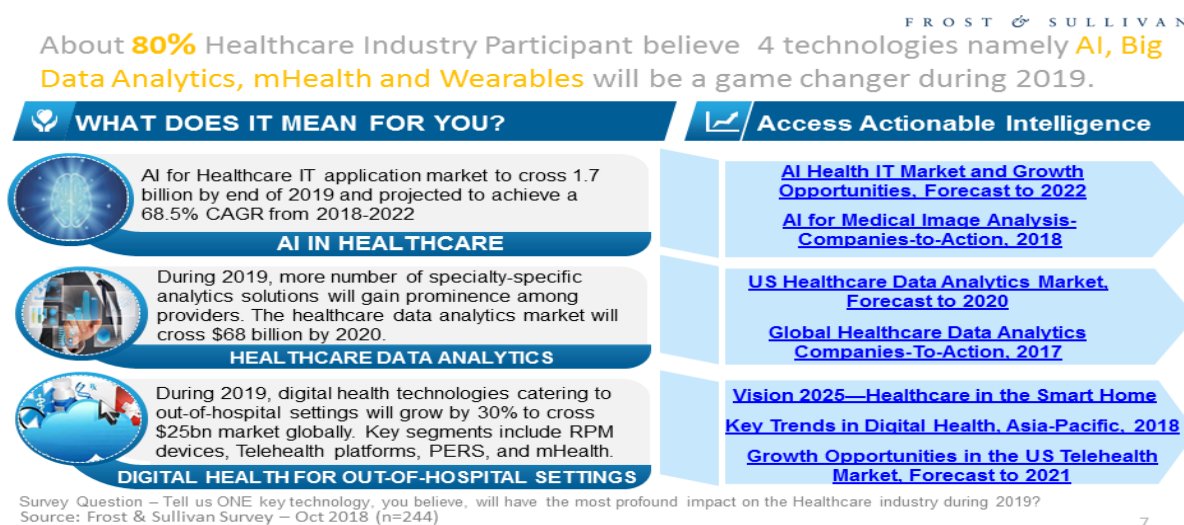 FROST & SULLIVAN
About 80% Healthcare Industry Participant believe 4 technologies namely AI, Big
Data Analytics, mHealth and Wearables will be a game changer during 2019.
WHAT DOES IT MEAN FOR YOU?
AI for Healthcare IT application market to cross 1.7
billion by end of 2019 and projected to achieve a
68.5% CAGR from 2018-2022
AI IN HEALTHCARE
During 2019, more number of specialty-specific
analytics solutions will gain prominence among
providers. The healthcare data analytics market will
cross $68 billion by 2020.
HEALTHCARE DATA ANALYTICS
During 2019, digital health technologies catering to
out-of-hospital settings will grow by 30% to cross
$25bn market globally. Key segments include RPM
devices, Telehealth platforms, PERS, and mHealth.
DIGITAL HEALTH FOR OUT-OF-HOSPITAL SETTINGS
Access Actionable Intelligence
AI Health IT Market and Growth
Opportunities, Forecast to 2022
AI for Medical Image Analysis-
Companies-to-Action, 2018
US Healthcare Data Analytics Market,
Forecast to 2020
Global Healthcare Data Analytics
Companies-To-Action, 2017
Vision 2025—Healthcare in the Smart Home
Key Trends in Digital Health, Asia-Pacific, 2018
Growth Opportunities in the US Telehealth
Market, Forecast to 2021
Survey Question – Tell us ONE key technology, you believe, will have the most profound impact on the Healthcare industry during 2019?
Source: Frost & Sullivan Survey – Oct 2018 (n=244)
7